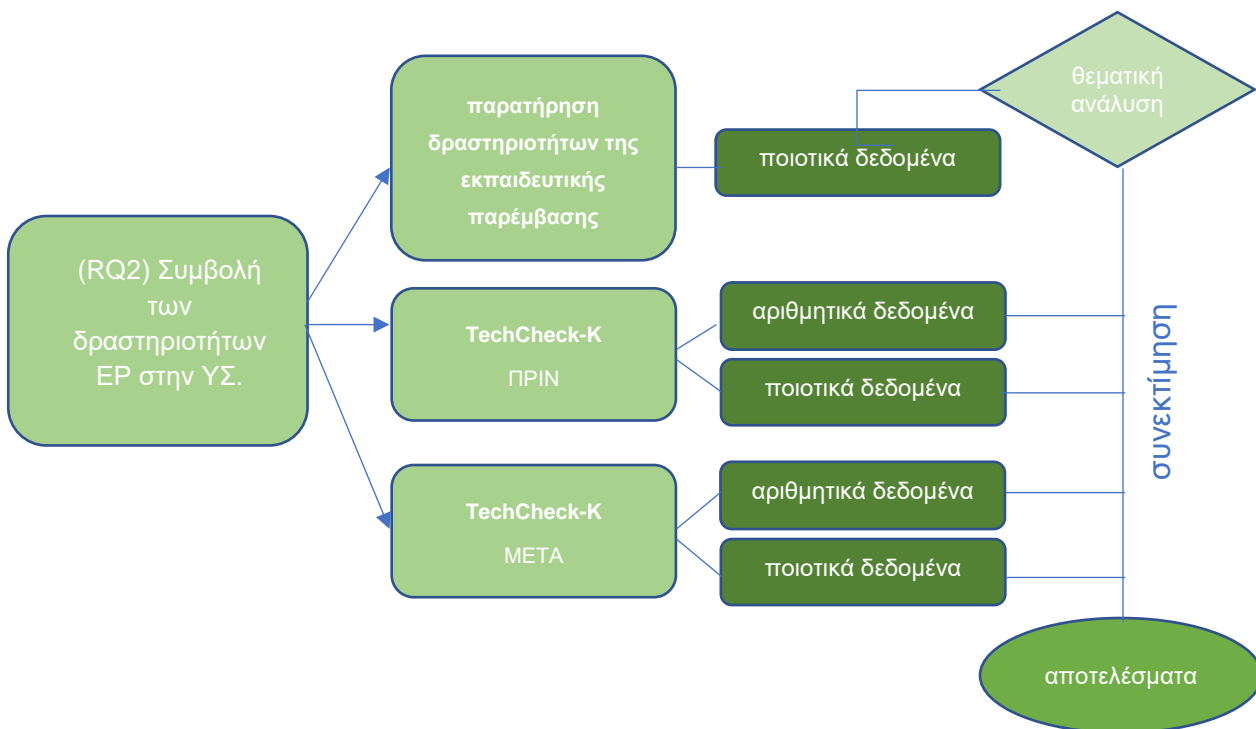 (RQ2) Συμβολή
των
δραστηριοτήτων
ΕΡ στην ΥΣ.
παρατήρηση
δραστηριοτήτων της
εκπαιδευτικής
παρέμβασης
ποιοτικά δεδομένα
θεματική
ανάλυση
TechCheck-K
ΠΡΙΝ
αριθμητικά δεδομένα
ποιοτικά δεδομένα
TechCheck-K
ΜΕΤΑ
αριθμητικά δεδομένα
ποιοτικά δεδομένα
συνεκτίμηση
αποτελέσματα